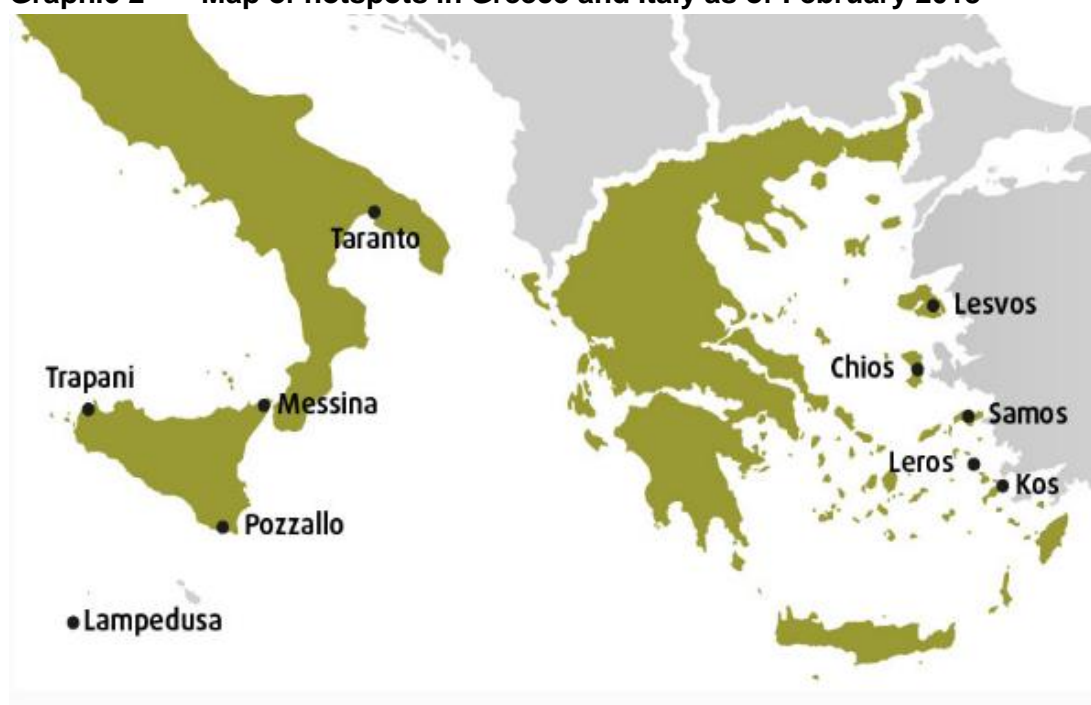 Taranto
Lesvos
Chios
Trapani
Messina
Samos
Leros
Kos
Pozzallo
Lampedusa